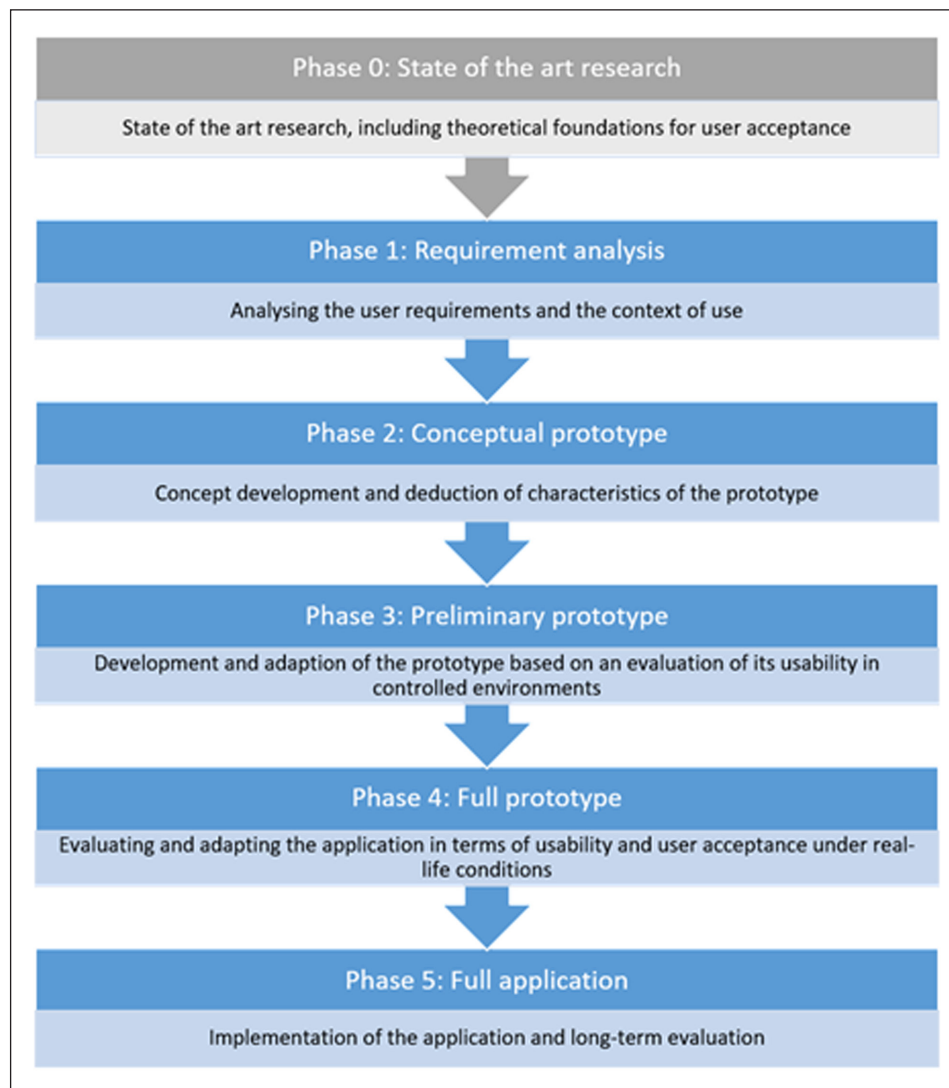 Phase 0: State of the art research
State of the art research, including theoretical foundations for user acceptance
Phase 1: Requirement analysis
Analysing the user requirements and the context of use
Phase 2: Conceptual prototype
Concept development and deduction of characteristics of the prototype
Phase 3: Preliminary prototype
Development and adaption of the prototype based on an evaluation of its usability in
controlled environments
Phase 4: Full prototype
Evaluating and adapting the application in terms of usability and user acceptance under real-
life conditions
Phase 5: Full application
Implementation of the application and long-term evaluation